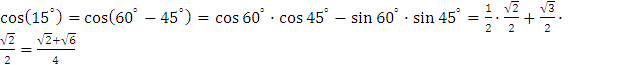 cos(15°) = cos(60° − 45°) = cos 60° · cos 45° − sin 60° · sin 45° = 1/2 · √2/2 + √3/2 ·
√2/2 = (√2+√6)/4